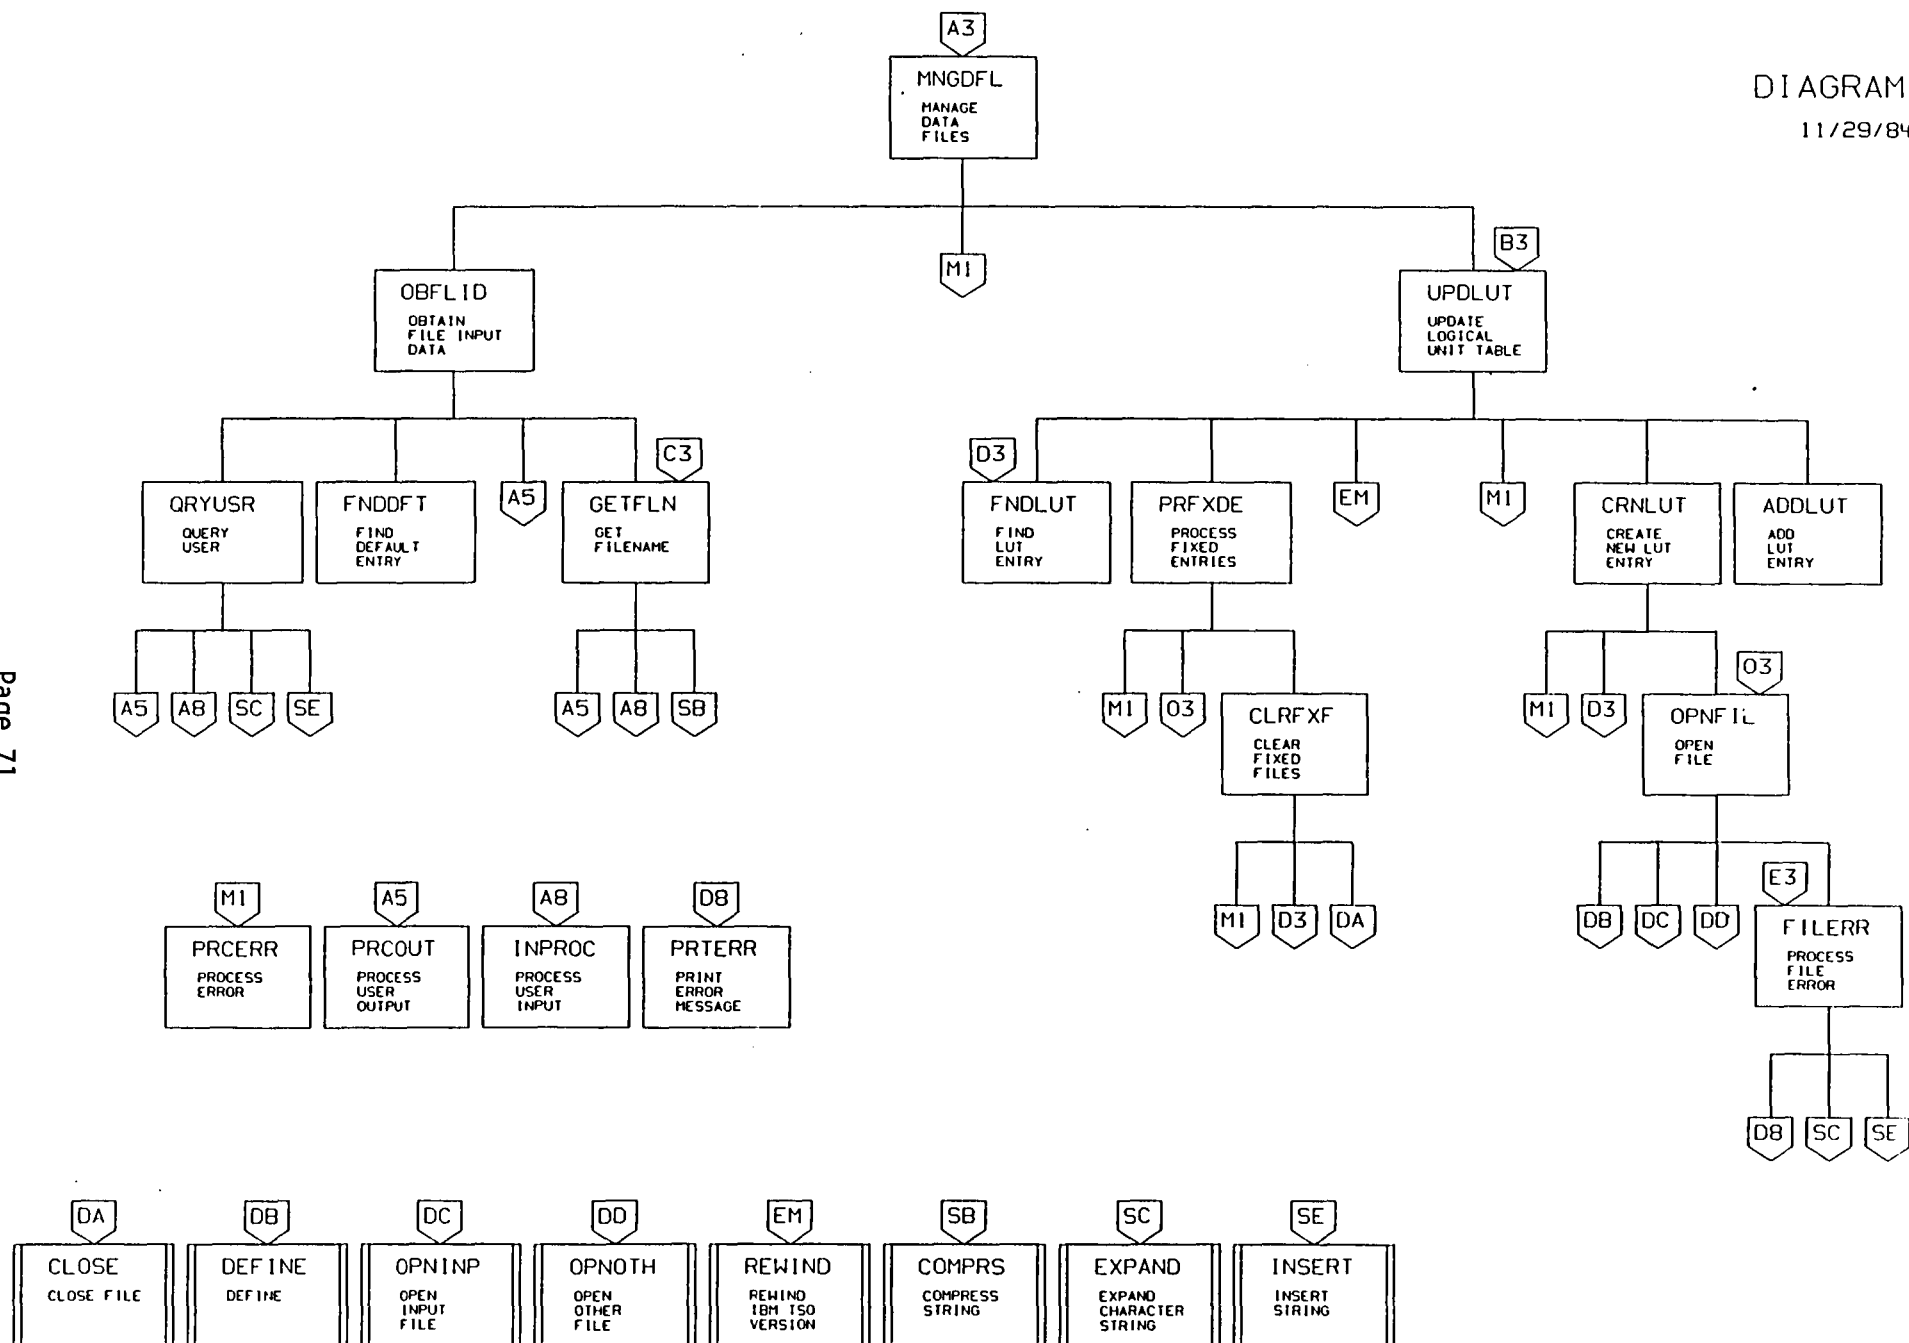 A3
MNGDFL
MANAGE
DATA
FILES
DIAGRAM
11/29/84
M1
B3
OBFLID
OBTAIN
FILE INPUT
DATA
UPDLUT
UPDATE
LOGICAL
UNIT TABLE
QRYUSR
QUERY
USER
FNDDFT
FIND
DEFAULT
ENTRY
A5
C3
GETFLN
GET
FILENAME
D3
FNDLUT
FIND
LUT
ENTRY
PRFXDE
PROCESS
FIXED
ENTRIES
EM
M1
CRNLUT
CREATE
NEW LUT
ENTRY
ADDLUT
ADD
LUT
ENTRY
A5 A8 SC SE
A5 A8 SB
M1 O3
CLRFXF
CLEAR
FIXED
FILES
M1 D3
O3
OPNFIL
OPEN
FILE
Page 71
M1 D3 DA
DB DC DD
E3
FILERR
PROCESS
FILE
ERROR
D8 SC SE
M1
PRCERR
PROCESS
ERROR
A5
PRCOUT
PROCESS
USER
OUTPUT
A8
INPROC
PROCESS
USER
INPUT
D8
PRTERR
PRINT
ERROR
MESSAGE
DA
CLOSE
CLOSE FILE
DB
DEFINE
DEFINE
DC
OPNINP
OPEN
INPUT
FILE
DD
OPNOTH
OPEN
OTHER
FILE
EM
REWIND
REWIND
IBM TSO
VERSION
SB
COMPRS
COMPRESS
STRING
SC
EXPAND
EXPAND
CHARACTER
STRING
SE
INSERT
INSERT
STRING